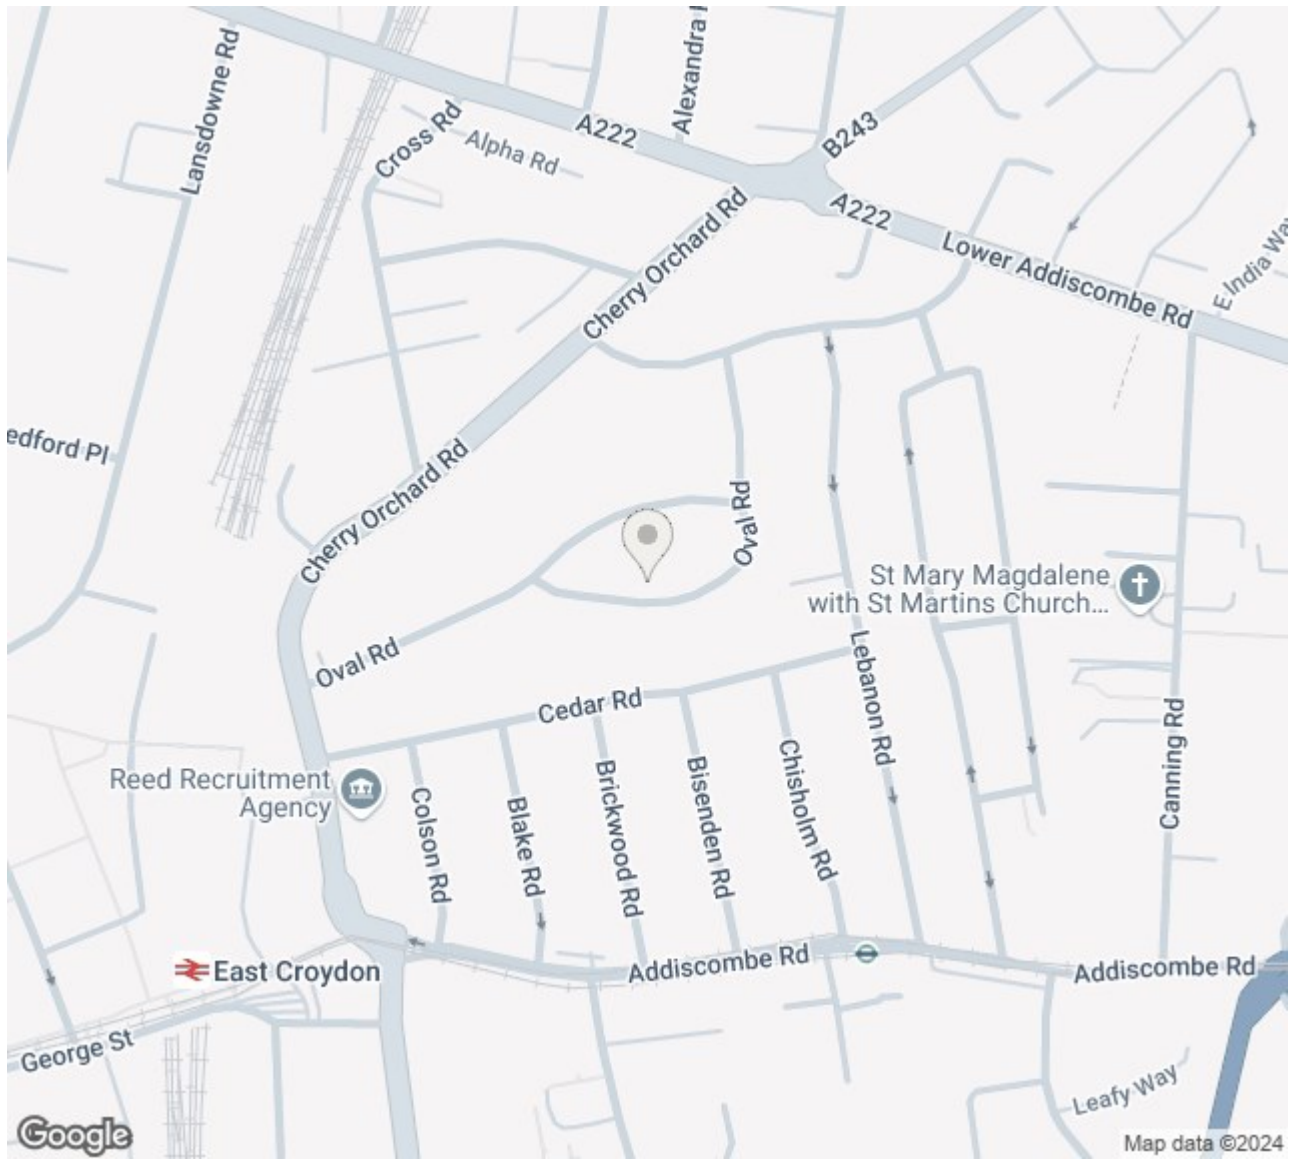 Lansdowne Rd
Alexandra
Cross Rd
Alpha Rd
A222
B243
A222
Lower Addiscombe Rd
E India Way
Cherry Orchard Rd
edford Pl
Cherry Orchard Rd
Oval Rd
St Mary Magdalene
with St Martins Church...
Oval Rd
Lebanon Rd
Cedar Rd
Canning Rd
Reed Recruitment
Agency
Colson Rd
Blake Rd
Brickwood Rd
Bisenden Rd
Chisholm Rd
East Croydon
Addiscombe Rd
Addiscombe Rd
George St
Leafy Way
Google
Map data ©2024